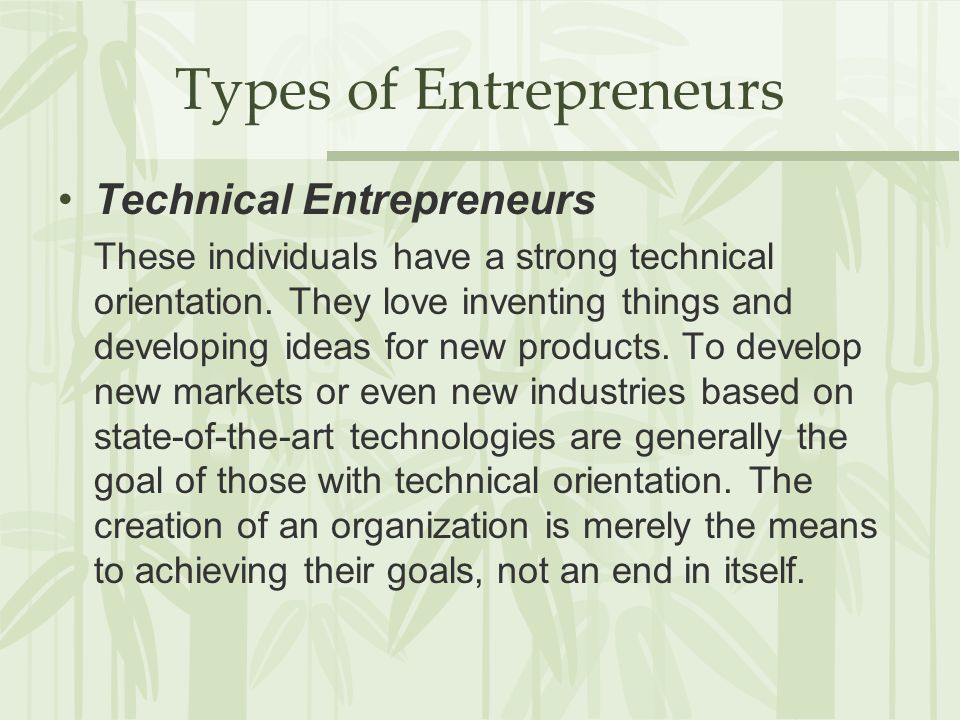 Types of Entrepreneurs
• Technical Entrepreneurs
These individuals have a strong technical
orientation. They love inventing things and
developing ideas for new products. To develop
new markets or even new industries based on
state-of-the-art technologies are generally the
goal of those with technical orientation. The
creation of an organization is merely the means
to achieving their goals, not an end in itself.